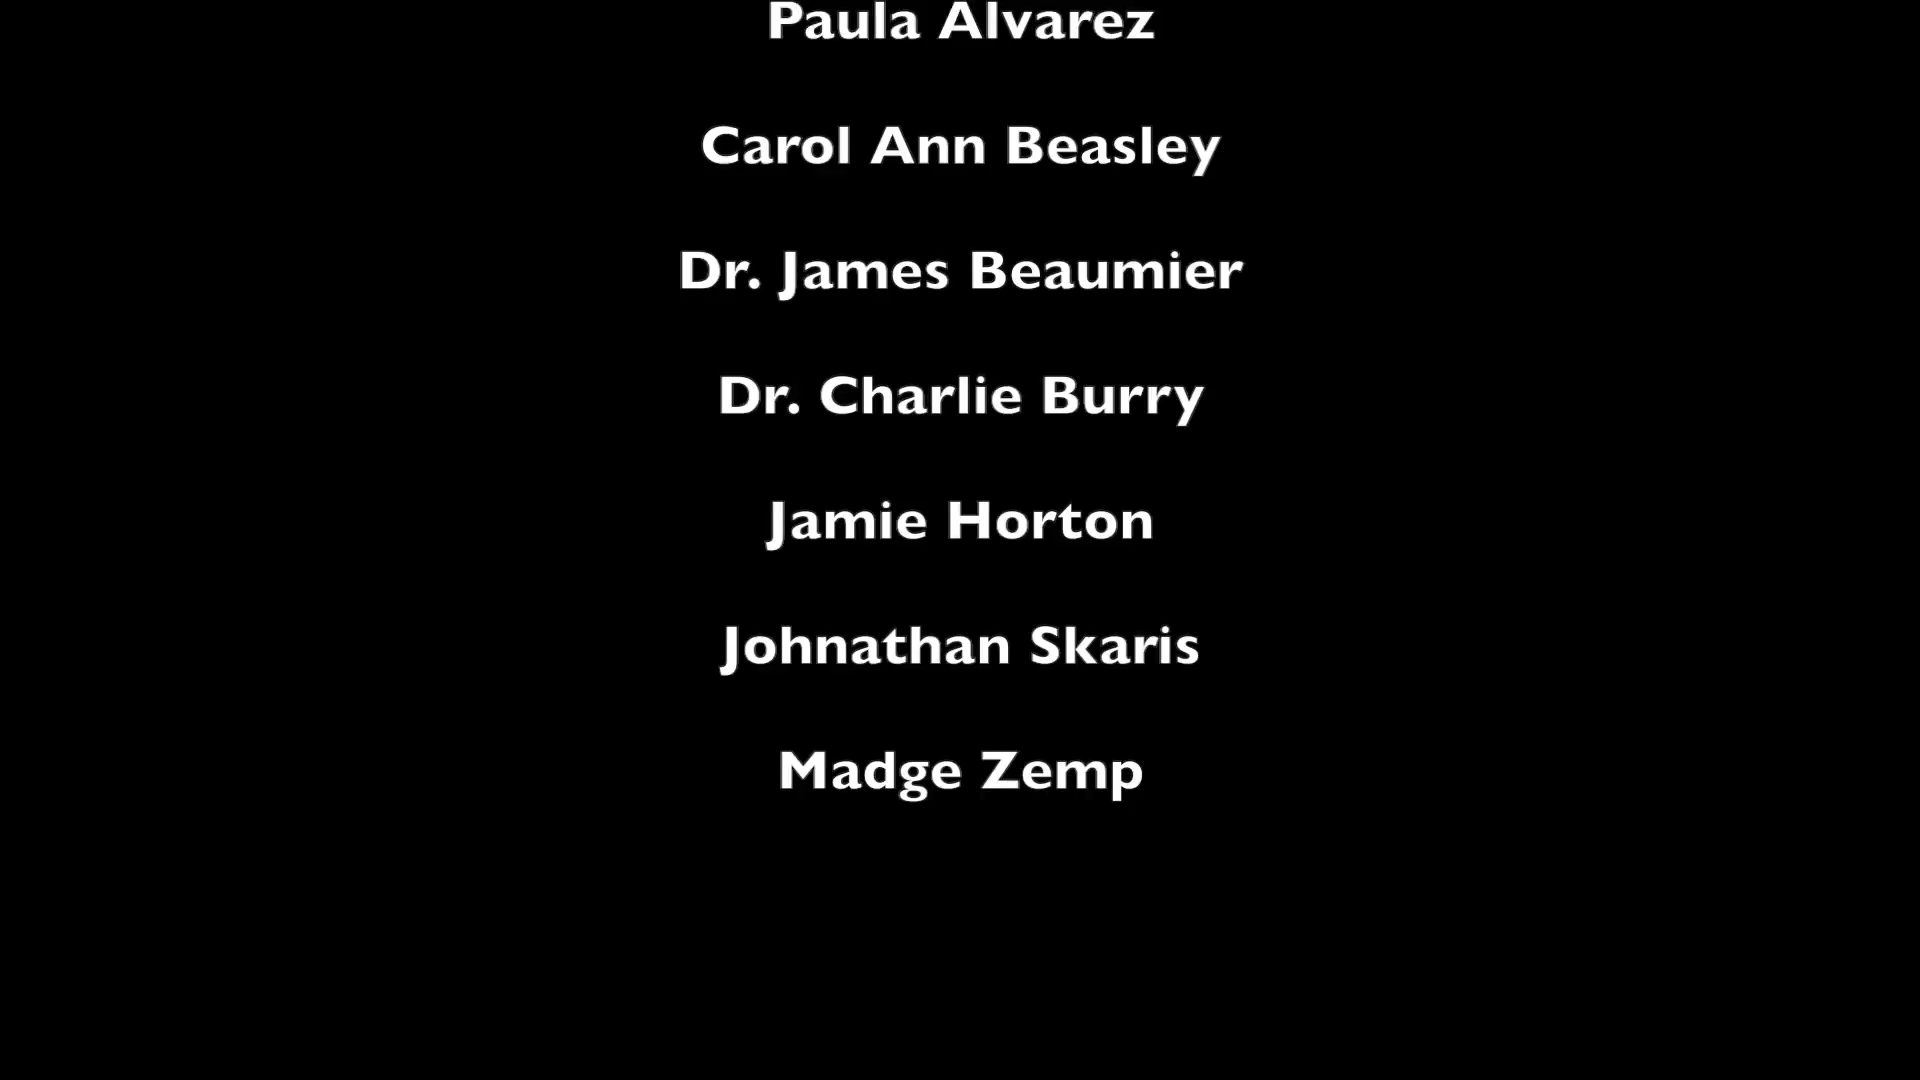 Paula Alvarez
Carol Ann Beasley
Dr. James Beaumier
Dr. Charlie Burry
Jamie Horton
Johnathan Skaris
Madge Zemp